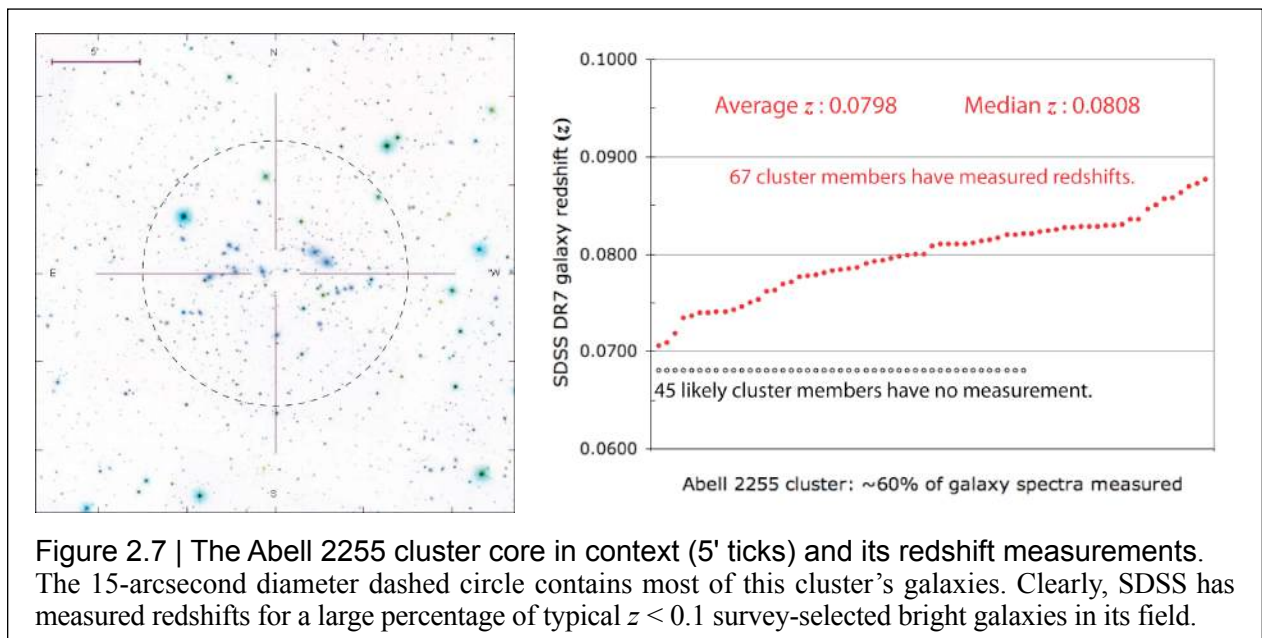 5'
N
E
W
S
0.1000
0.0900
0.0800
0.0700
0.0600
SDSS DR7 galaxy redshift (z)
Average z : 0.0798 Median z : 0.0808
67 cluster members have measured redshifts.
45 likely cluster members have no measurement.
Abell 2255 cluster: ~60% of galaxy spectra measured
Figure 2.7 | The Abell 2255 cluster core in context (5' ticks) and its redshift measurements.
The 15-arcsecond diameter dashed circle contains most of this cluster’s galaxies. Clearly, SDSS has
measured redshifts for a large percentage of typical z < 0.1 survey-selected bright galaxies in its field.